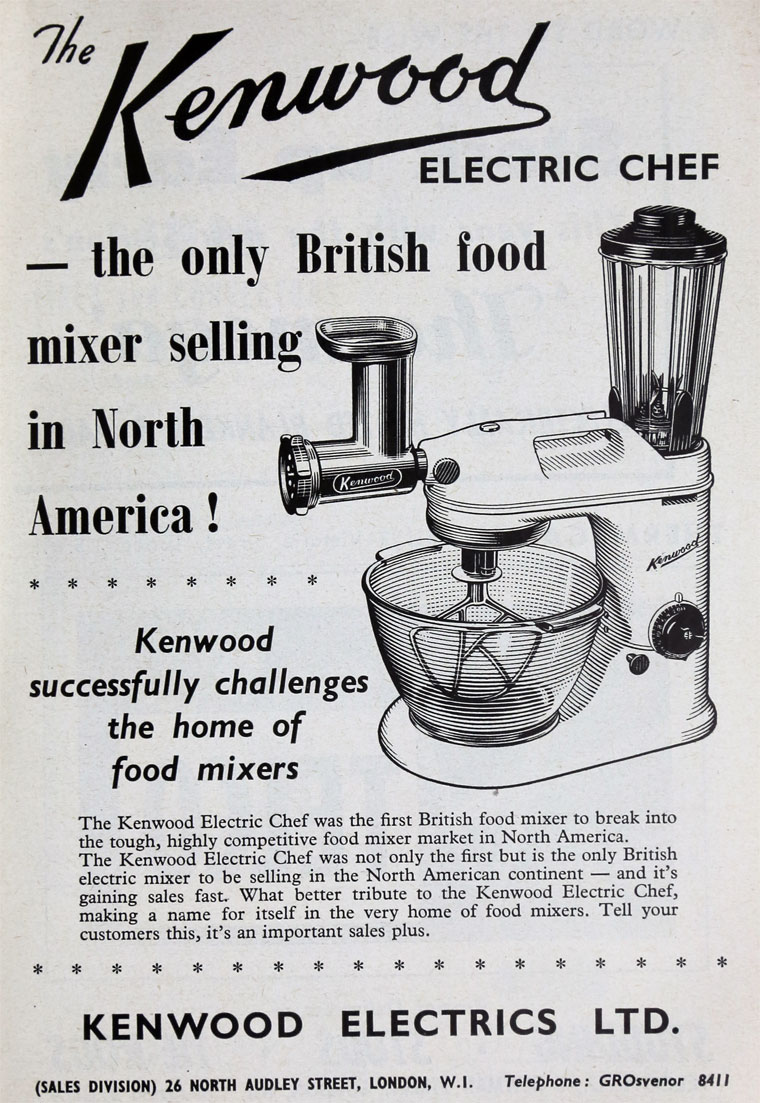 The
Kenwood
ELECTRIC CHEF
— the only British food
mixer selling
in North
America !
Kenwood
Kenwood
* * * * * * * *
Kenwood
successfully challenges
the home of
food mixers
The Kenwood Electric Chef was the first British food mixer to break into
the tough, highly competitive food mixer market in North America.
The Kenwood Electric Chef was not only the first but is the only British
electric mixer to be selling in the North American continent — and it's
gaining sales fast. What better tribute to the Kenwood Electric Chef,
making a name for itself in the very home of food mixers. Tell your
customers this, it's an important sales plus.
* * * * * * * * * * * * * * * * * * *
KENWOOD ELECTRICS LTD.
(SALES DIVISION) 26 NORTH AUDLEY STREET, LONDON, W.I. Telephone: GROsvenor 8411